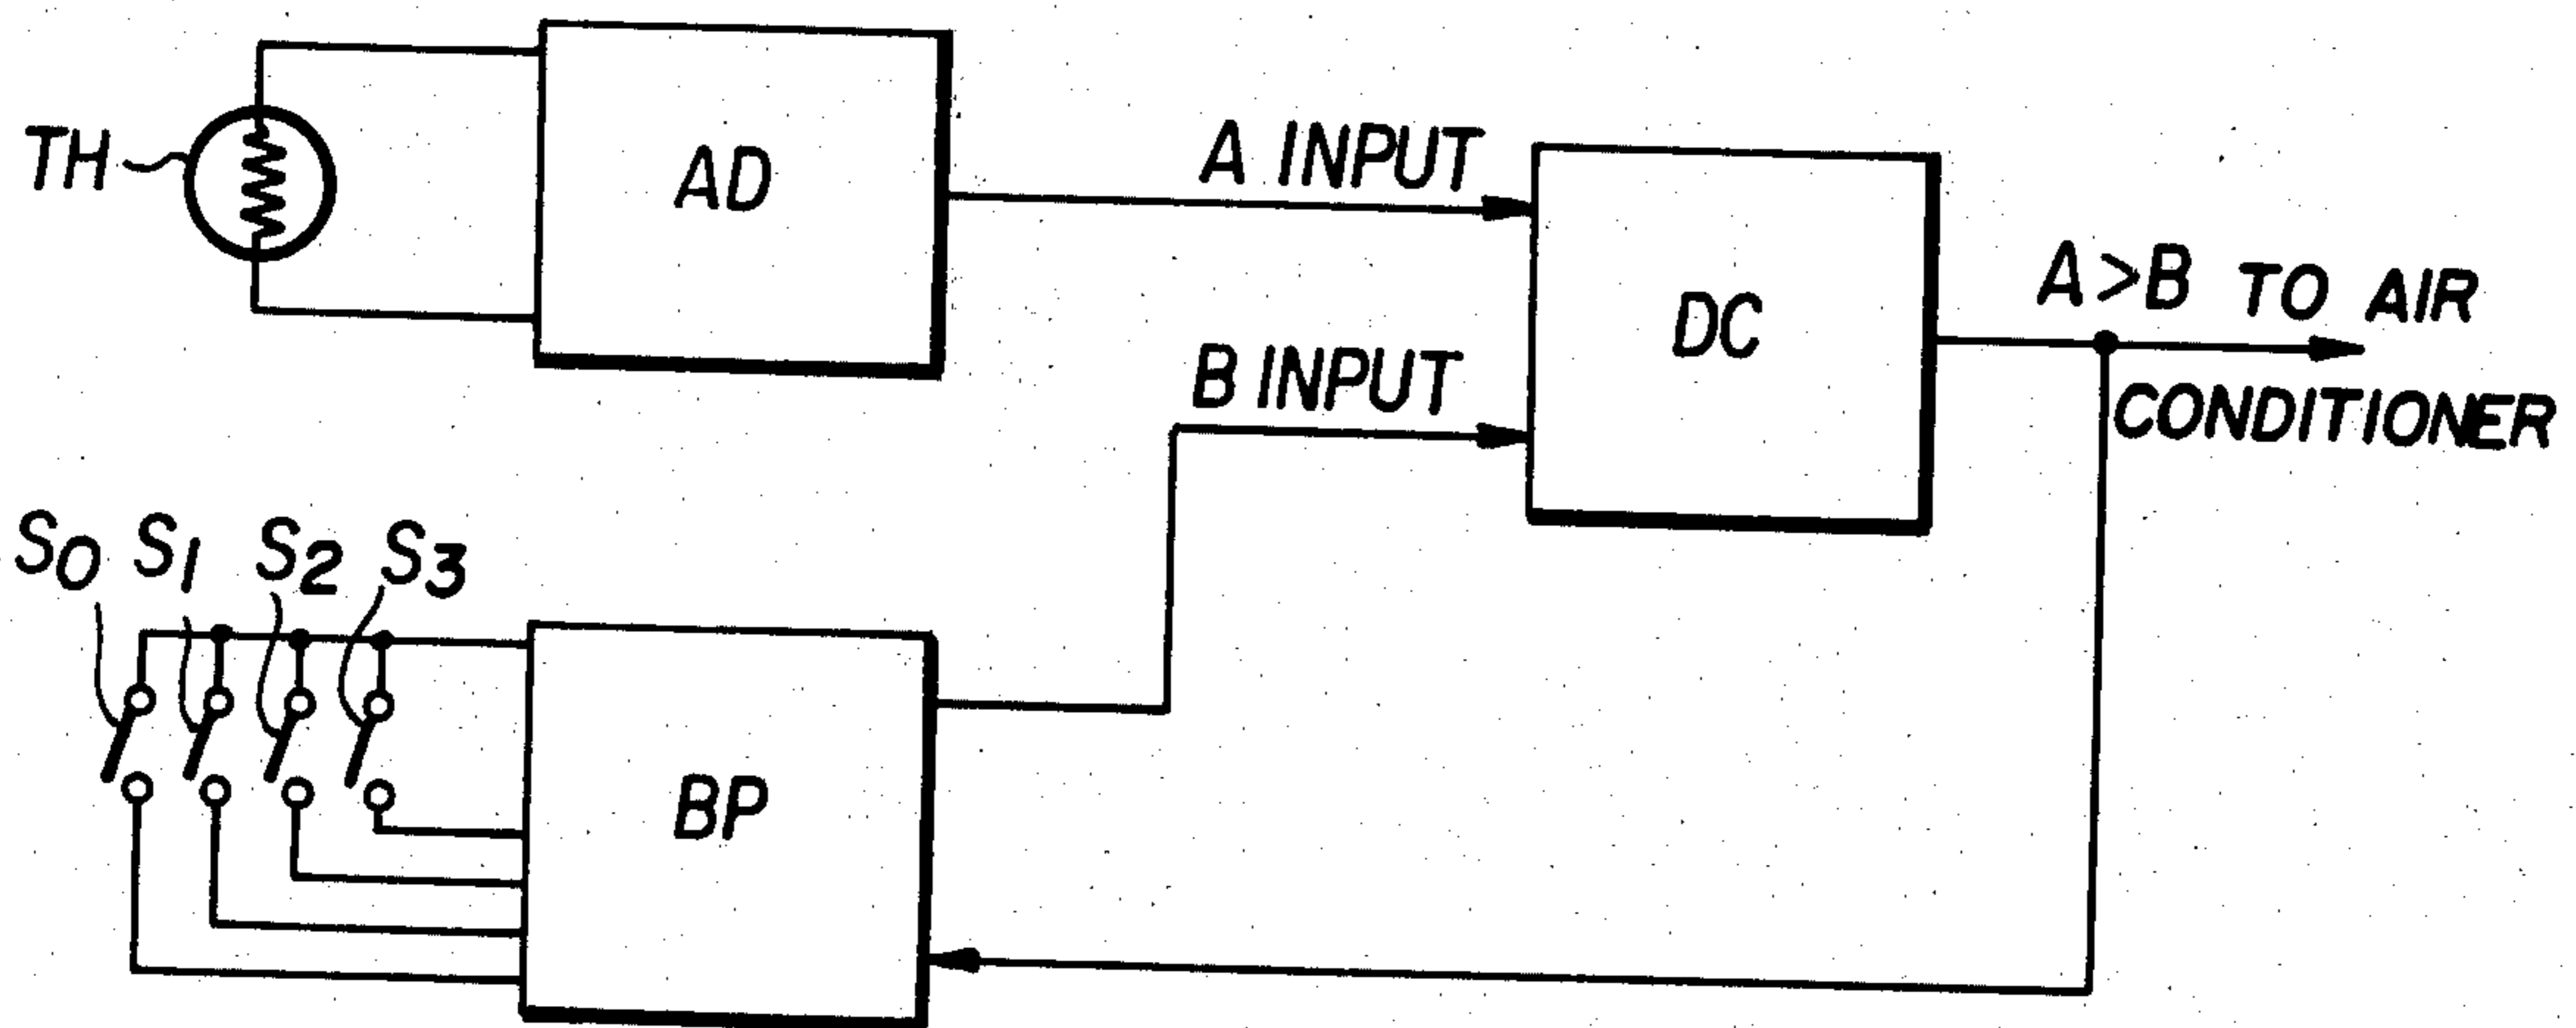 TH
AD
A INPUT
DC
A>B TO AIR
CONDITIONER
B INPUT
S0 S1 S2 S3
BP